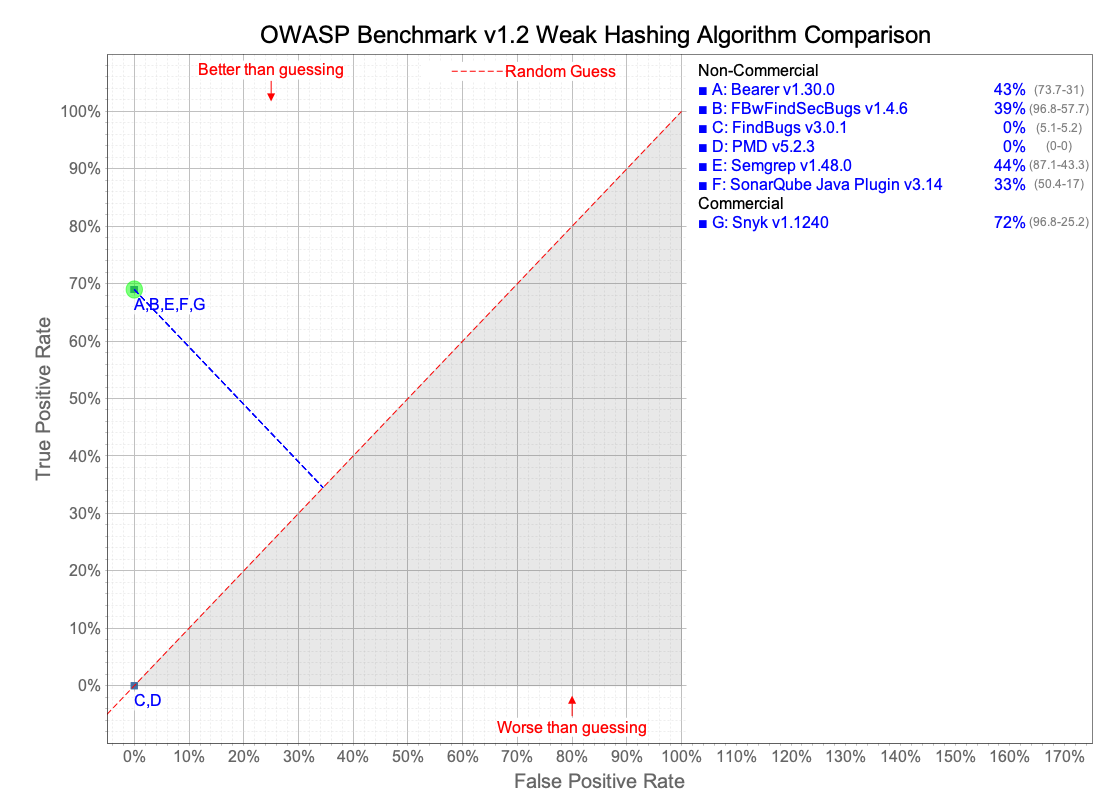 OWASP Benchmark v1.2 Weak Hashing Algorithm Comparison
Better than guessing
Random Guess
Non-Commercial
A: Bearer v1.30.0 43% (73.7-31)
B: FBwFindSecBugs v1.4.6 39% (96.8-57.7)
C: FindBugs v3.0.1 0% (5.1-5.2)
D: PMD v5.2.3 0% (0-0)
E: Semgrep v1.48.0 44% (87.1-43.3)
F: SonarQube Java Plugin v3.14 33% (50.4-17)
Commercial
G: Snyk v1.1240 72% (96.8-25.2)
True Positive Rate
100%
90%
80%
70%
60%
50%
40%
30%
20%
10%
0%
A,B,E,F,G
C,D
Worse than guessing
0% 10% 20% 30% 40% 50% 60% 70% 80% 90% 100% 110% 120% 130% 140% 150% 160% 170%
False Positive Rate